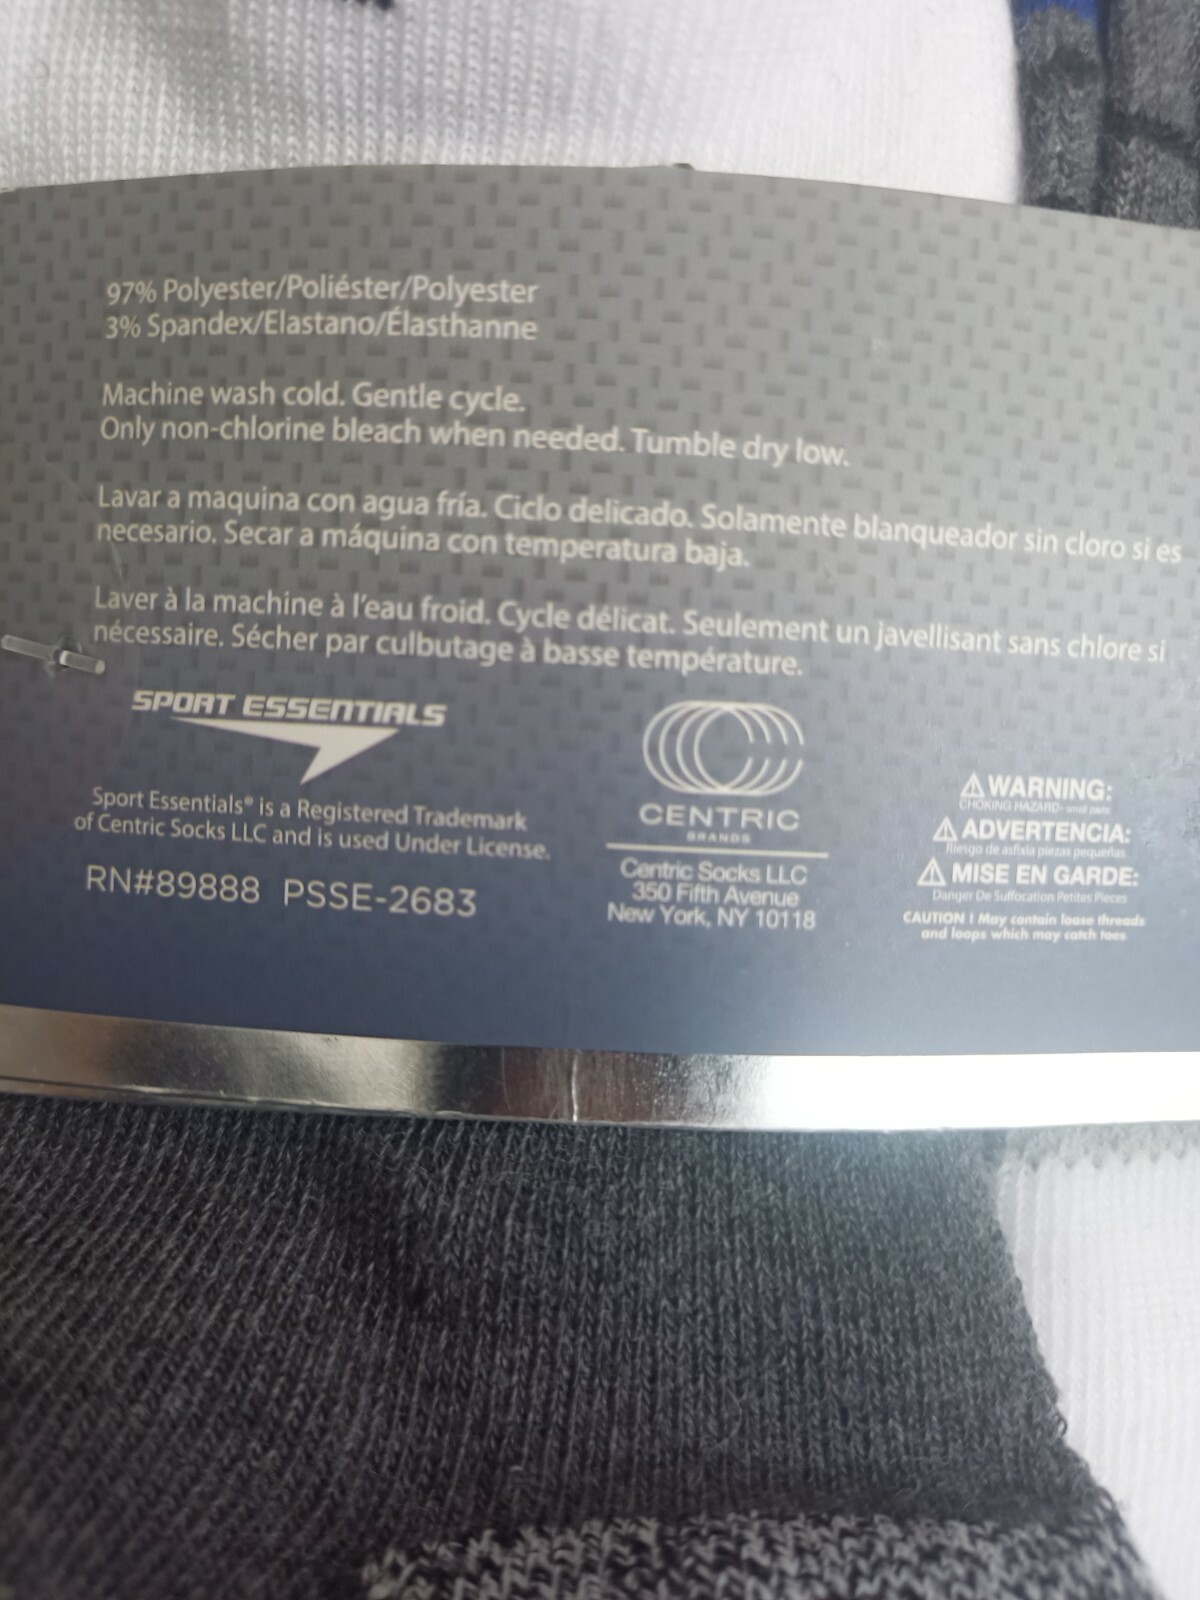 97% Polyester/Poliéster/Polyester
3% Spandex/Elastano/Élasthanne
Machine wash cold. Gentle cycle.
Only non-chlorine bleach when needed. Tumble dry low.
Lavar a maquina con agua fría. Ciclo delicado. Solamente blanqueador sin cloro si es
necesario. Secar a máquina con temperatura baja.
Laver à la machine à l'eau froid. Cycle délicat. Seulement un javellisant sans chlore si
nécessaire. Sécher par culbutage à basse température.
SPORT ESSENTIALS
Sport Essentials® is a Registered Trademark
of Centric Socks LLC and is used Under License.
RN#89888 PSSE-2683
CENTRIC
BRANDS
Centric Socks LLC
350 Fifth Avenue
New York, NY 10118
WARNING:
CHOKING HAZARD- small parts
ADVERTENCIA:
Riesgo de asfixia piezas pequeñas
MISE EN GARDE:
Danger De Suffocation Petites Pieces
CAUTION ! May contain loose threads
and loops which may catch toes